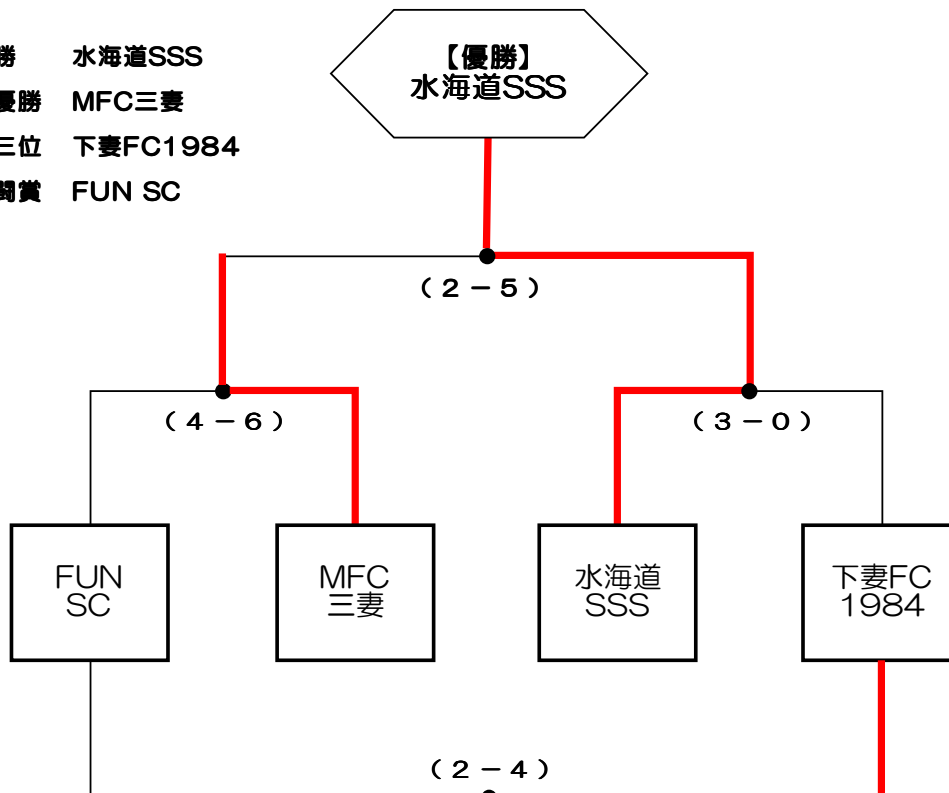 勝 水海道SSS
優勝 MFC三妻
三位 下妻FC1984
闘賞 FUN SC
【優勝】
水海道SSS
(2-5)
(4-6)
(3-0)
FUN
SC
MFC
三妻
水海道
SSS
下妻FC
1984
(2-4)